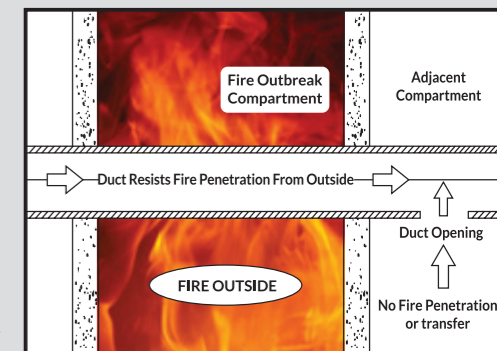 Fire Outbreak
Compartment
Adjacent
Compartment
Duct Resists Fire Penetration From Outside
Duct Opening
FIRE OUTSIDE
No Fire Penetration
or transfer